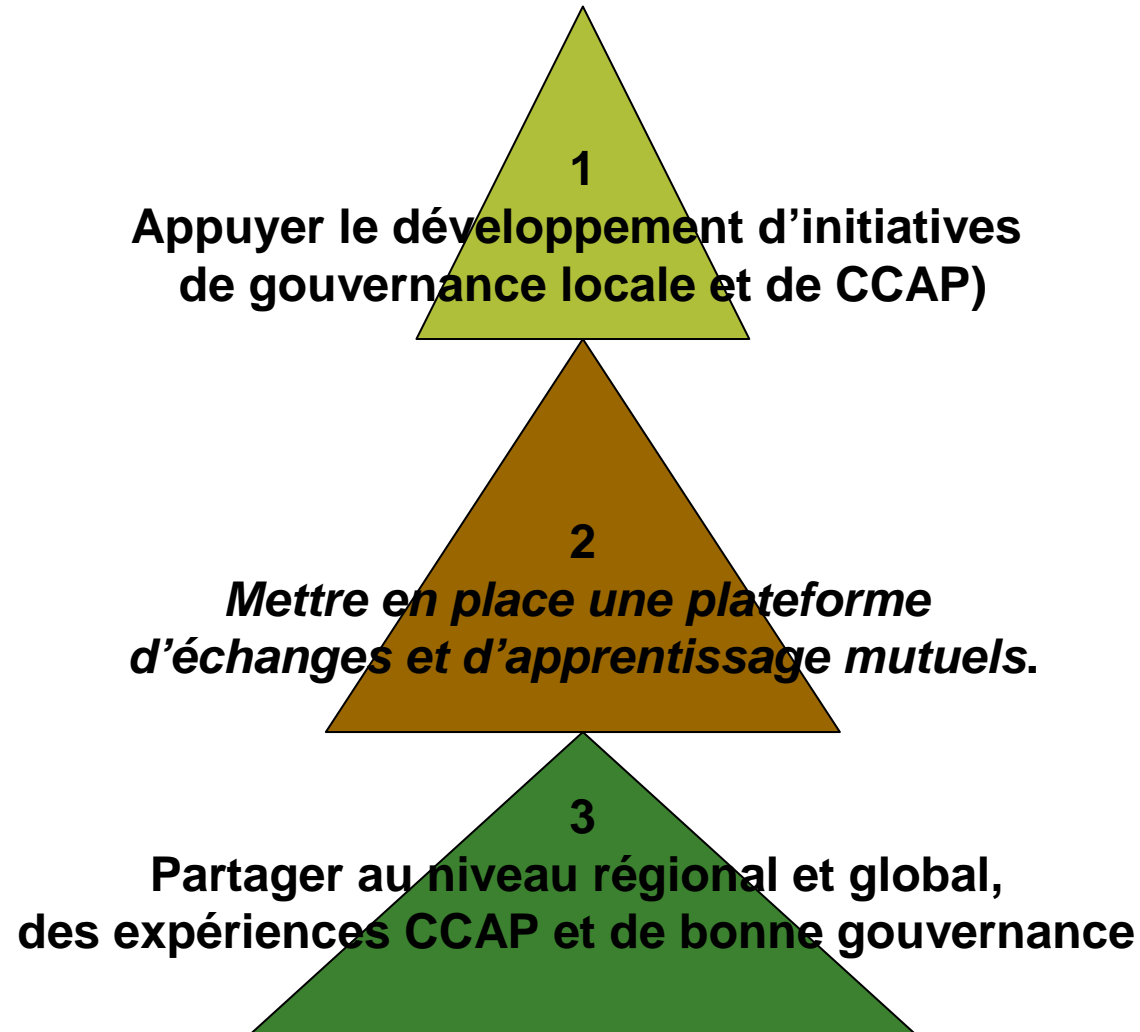 1
Appuyer le développement d’initiatives
de gouvernance locale et de CCAP)
2
Mettre en place une plateforme
d’échanges et d’apprentissage mutuels.
3
Partager au niveau régional et global,
des expériences CCAP et de bonne gouvernance